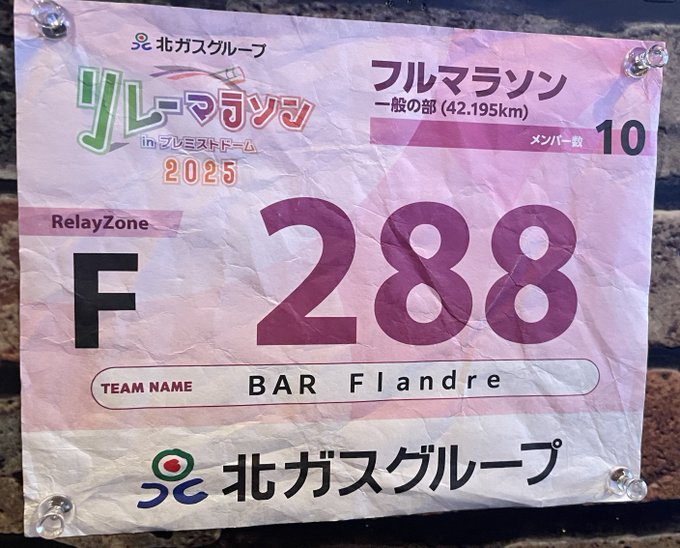 北ガスグループ
リレーマラソン
in プレミストドーム
2025
フルマラソン
一般の部 (42.195km)
メンバー数 10
RelayZone
F
288
TEAM NAME BAR Flandre
北ガスグループ